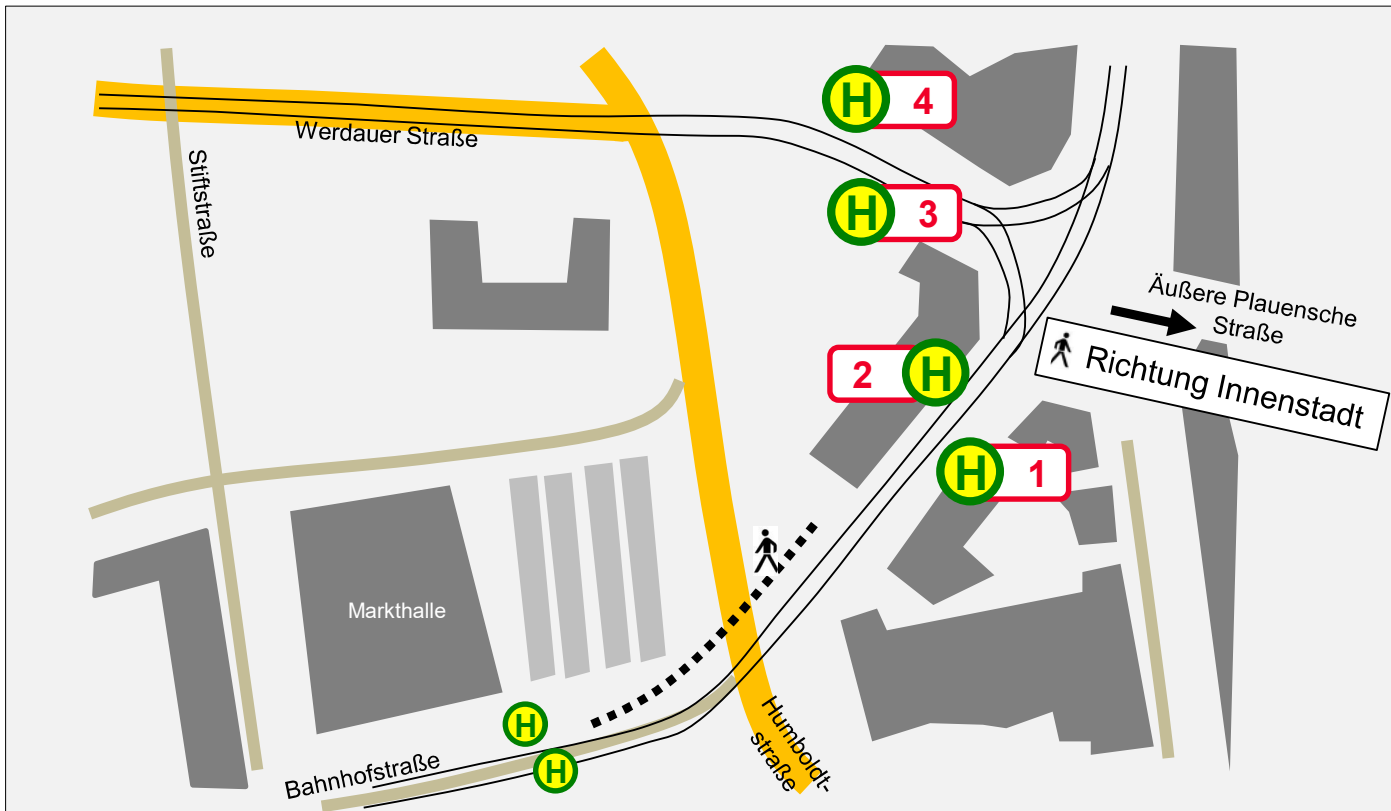 H 4
Werdauer Straße
Stiftstraße
H 3
Äußere Plauensche
Straße
Richtung Innenstadt
2 H
H 1
Markthalle
H
H
Humboldt-
straße
Bahnhofstraße